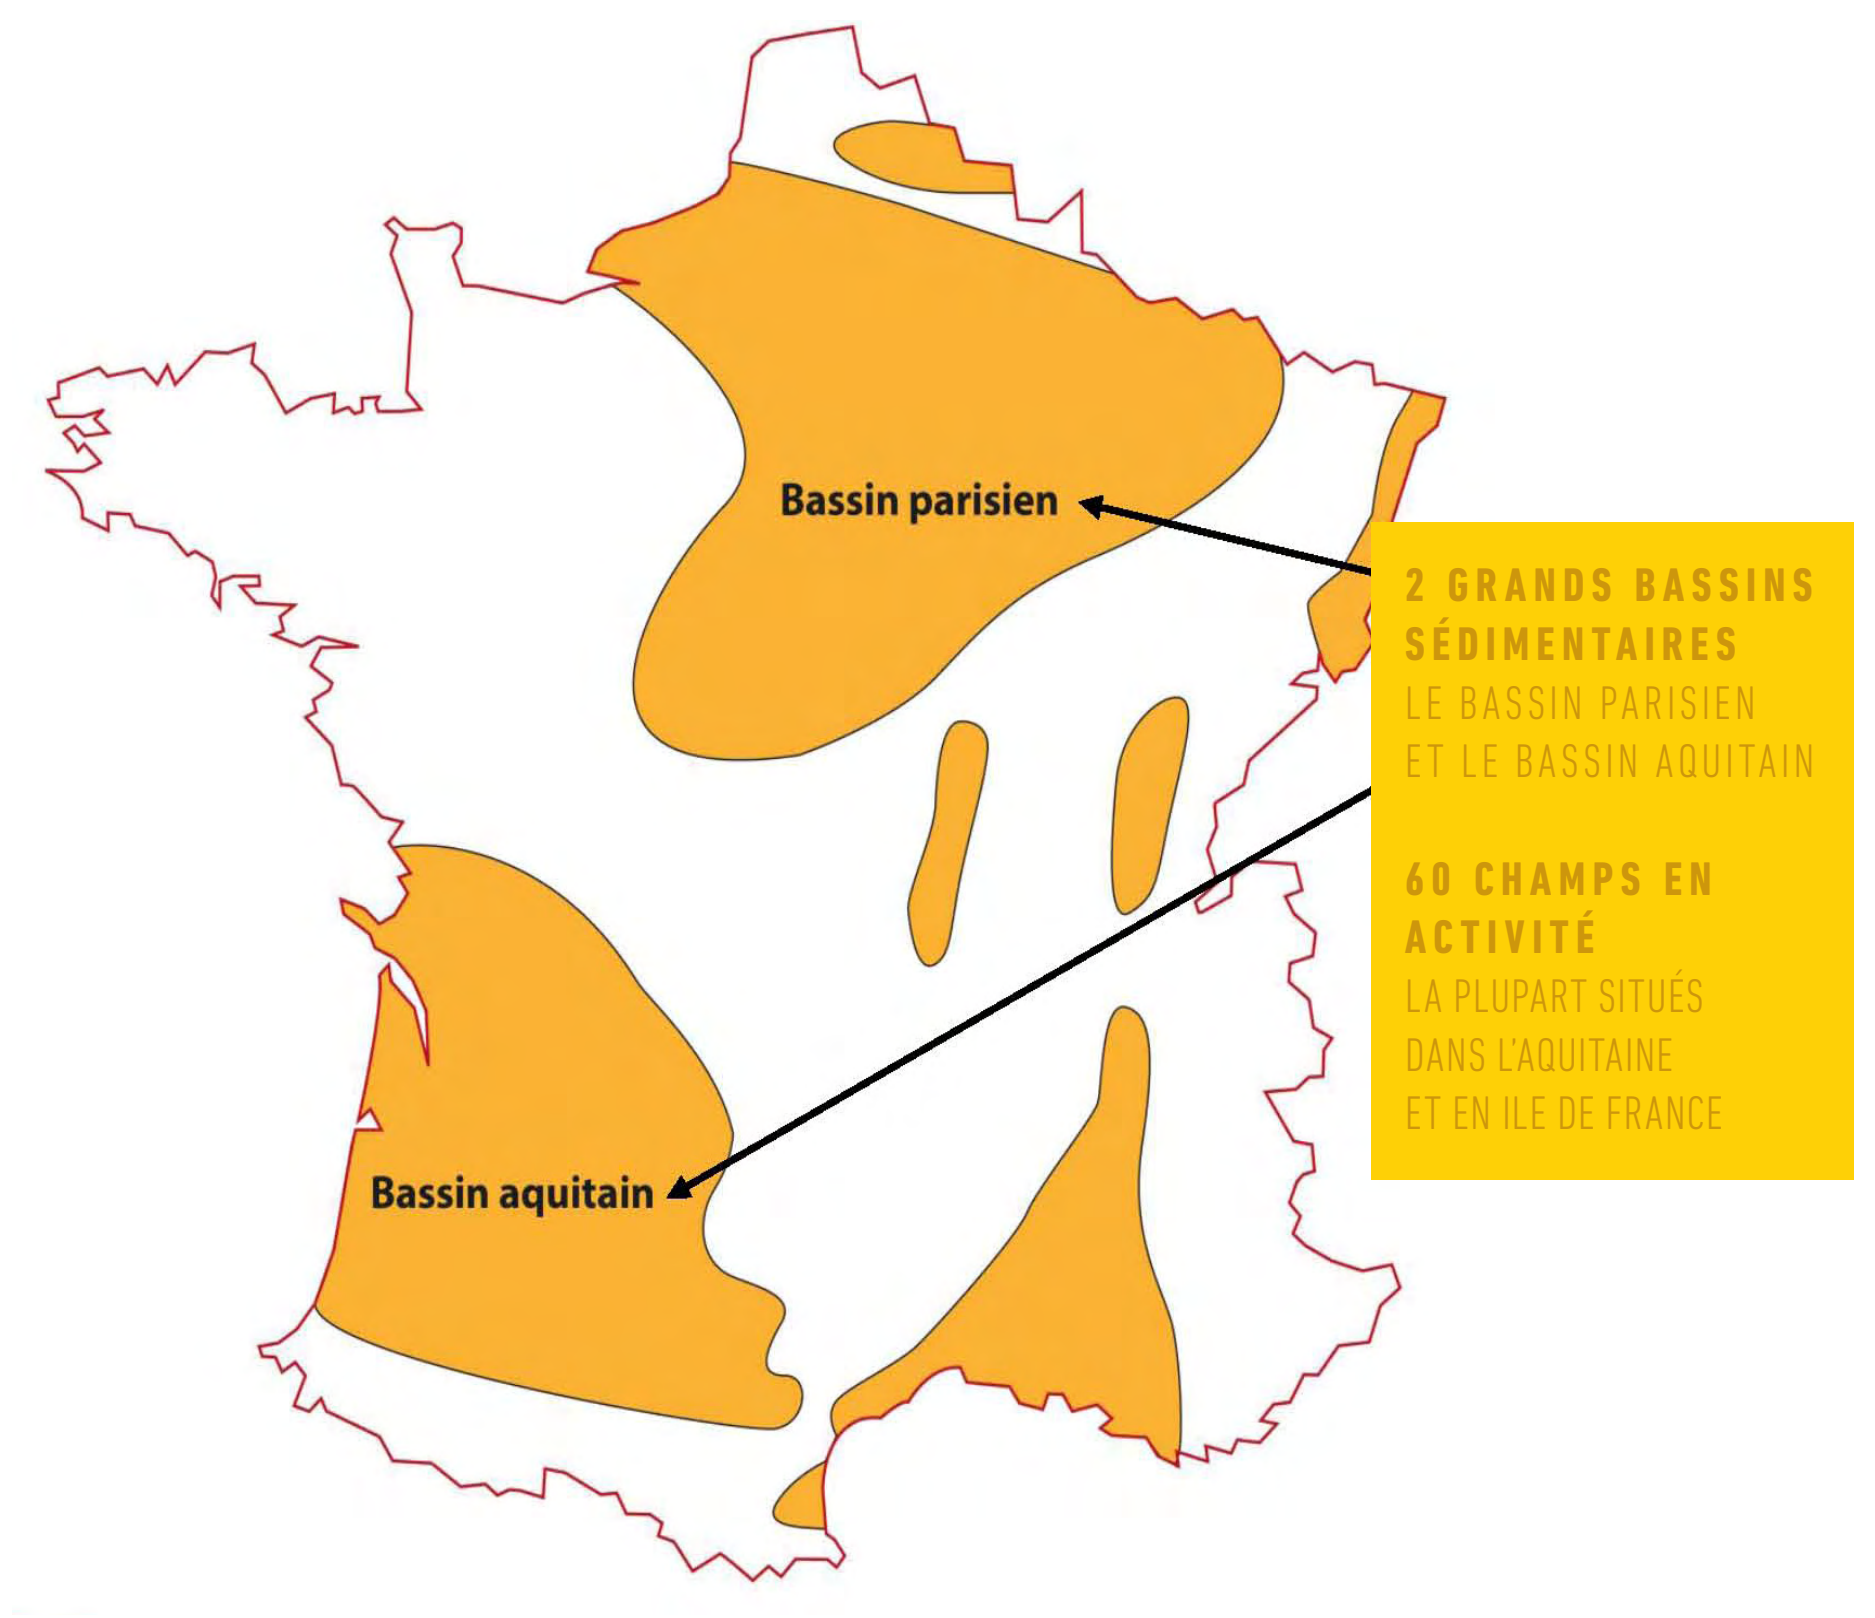 Bassin parisien
2 GRANDS BASSINS
SÉDIMENTAIRES
LE BASSIN PARISIEN
ET LE BASSIN AQUITAIN
60 CHAMPS EN
ACTIVITÉ
LA PLUPART SITUÉS
DANS L'AQUITAINE
ET EN ILE DE FRANCE
Bassin aquitain